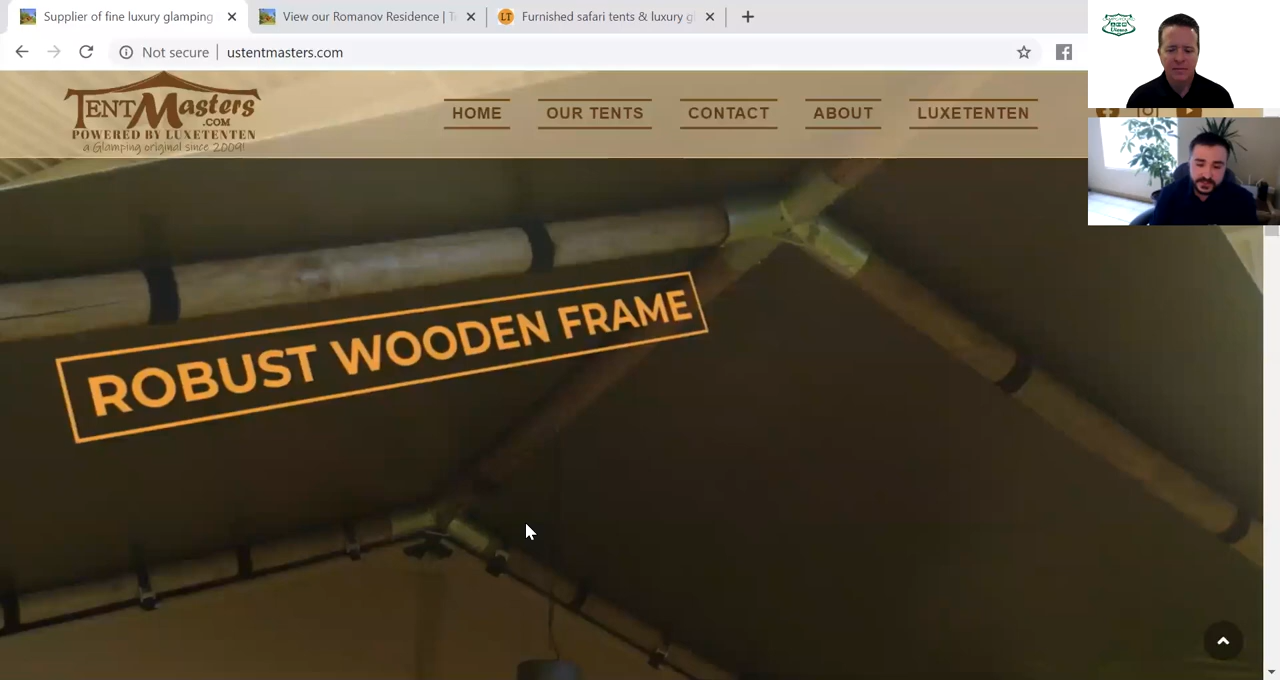 Supplier of fine luxury glamping
View our Romanov Residence | T
Furnished safari tents & luxury g
Not secure
ustentmasters.com
TENTMasters
.COM
POWERED BY LUXETENTEN
a Glamping original since 2009!
HOME
OUR TENTS
CONTACT
ABOUT
LUXETENTEN
ROBUST WOODEN FRAME